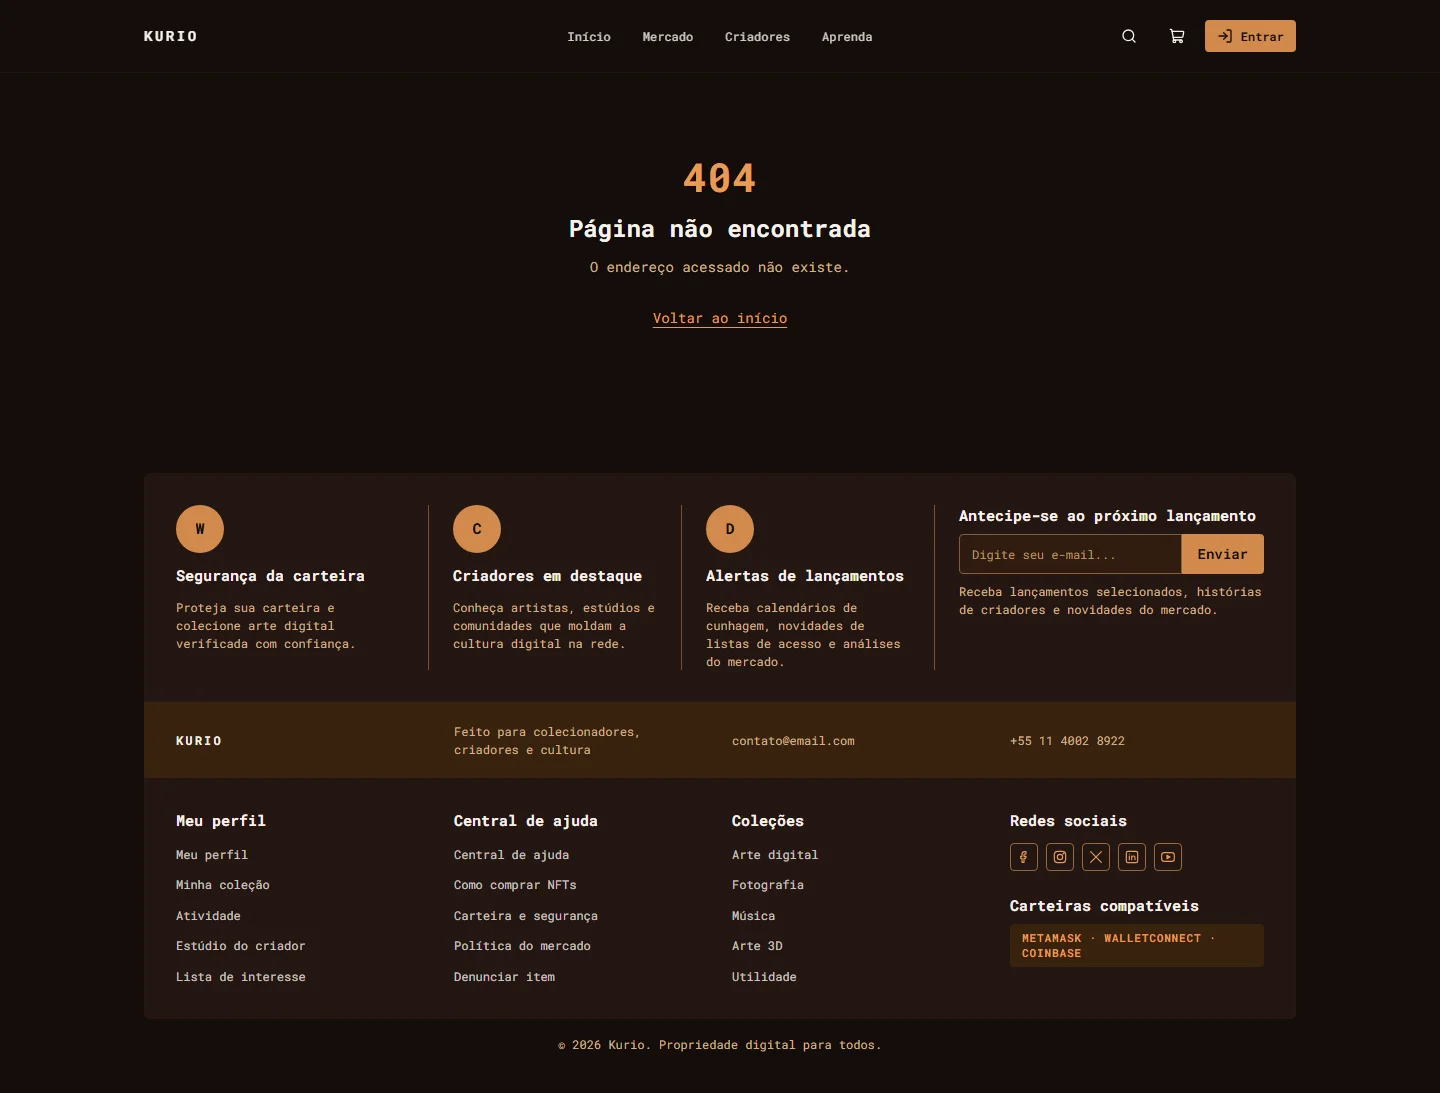 KURIO
Início
Mercado
Criadores
Aprenda
Entrar
404
Página não encontrada
O endereço acessado não existe.
Voltar ao início
W
Segurança da carteira
Proteja sua carteira e
colecione arte digital
verificada com confiança.
C
Criadores em destaque
Conheça artistas, estúdios e
comunidades que moldam a
cultura digital na rede.
D
Alertas de lançamentos
Receba calendários de
cunhagem, novidades de
listas de acesso e análises
do mercado.
Antecipe-se ao próximo lançamento
Digite seu e-mail...
Enviar
Receba lançamentos selecionados, histórias
de criadores e novidades do mercado.
KURIO
Feito para colecionadores,
criadores e cultura
contato@email.com
+55 11 4002 8922
Meu perfil
Meu perfil
Minha coleção
Atividade
Estúdio do criador
Lista de interesse
Central de ajuda
Central de ajuda
Como comprar NFTs
Carteira e segurança
Política do mercado
Denunciar item
Coleções
Arte digital
Fotografia
Música
Arte 3D
Utilidade
Redes sociais
Carteiras compatíveis
METAMASK · WALLETCONNECT ·
COINBASE
© 2026 Kurio. Propriedade digital para todos.